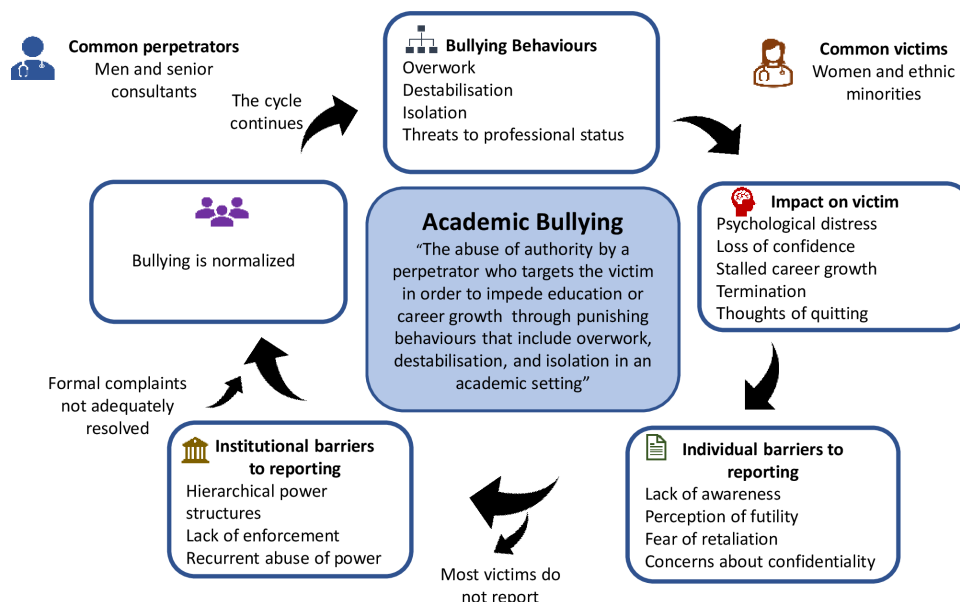 Common perpetrators
Men and senior
consultants
The cycle
continues
Bullying Behaviours
Overwork
Destabilisation
Isolation
Threats to professional status
Common victims
Women and ethnic
minorities
Impact on victim
Psychological distress
Loss of confidence
Stalled career growth
Termination
Thoughts of quitting
Academic Bullying
“The abuse of authority by a
perpetrator who targets the victim
in order to impede education or
career growth through punishing
behaviours that include overwork,
destabilisation, and isolation in an
academic setting”
Bullying is normalized
Formal complaints
not adequately
resolved
Institutional barriers
to reporting
Hierarchical power
structures
Lack of enforcement
Recurrent abuse of power
Individual barriers to
reporting
Lack of awareness
Perception of futility
Fear of retaliation
Concerns about confidentiality
Most victims do
not report